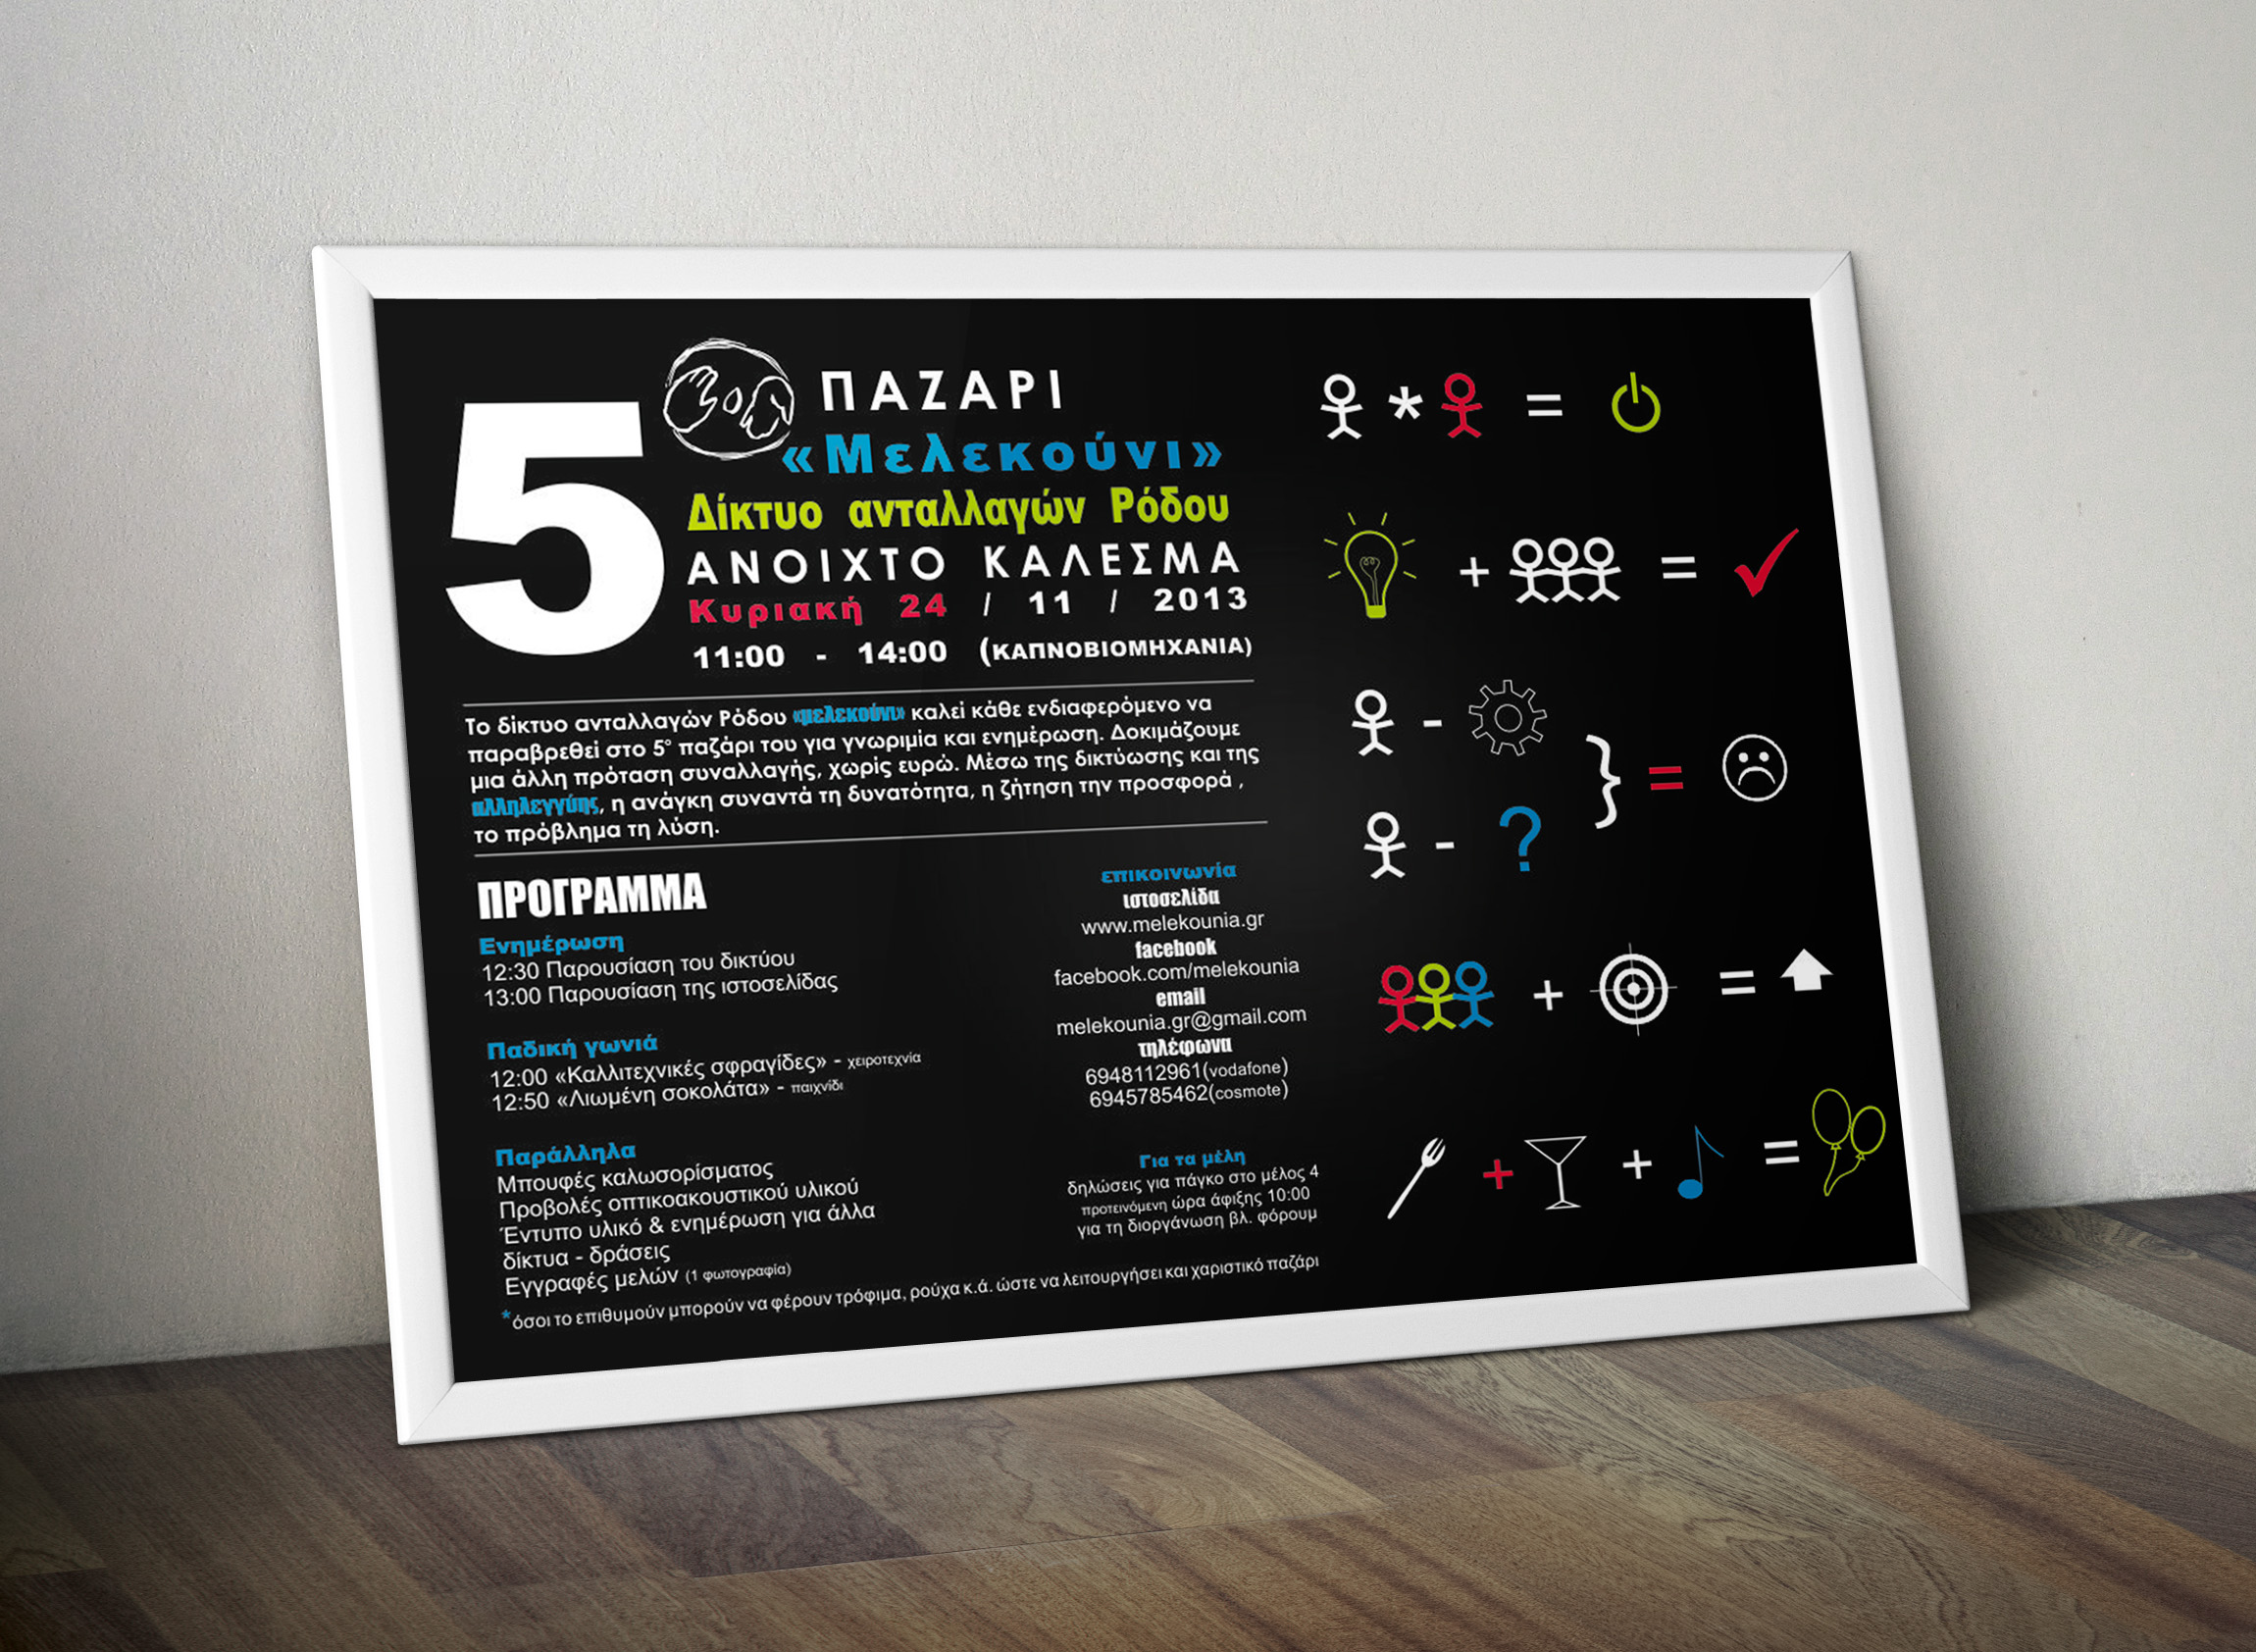 5
ΠΑΖΑΡΙ
«Μελεκούνι»
Δίκτυο ανταλλαγών Ρόδου
ΑΝΟΙΧΤΟ ΚΑΛΕΣΜΑ
Κυριακή 24 / 11 / 2013
11:00 - 14:00 (ΚΑΠΝΟΒΙΟΜΗΧΑΝΙΑ)
Το δίκτυο ανταλλαγών Ρόδου «μελεκούνι» καλεί κάθε ενδιαφερόμενο να
παραβρεθεί στο 5° παζάρι του για γνωριμία και ενημέρωση. Δοκιμάζουμε
μια άλλη πρόταση συναλλαγής, χωρίς ευρώ. Μέσω της δικτύωσης και της
αλληλεγγύης, η ανάγκη συναντά τη δυνατότητα, η ζήτηση την προσφορά ,
το πρόβλημα τη λύση.
ΠΡΟΓΡΑΜΜΑ
Ενημέρωση
12:30 Παρουσίαση του δικτύου
13:00 Παρουσίαση της ιστοσελίδας
Παδική γωνιά
12:00 «Καλλιτεχνικές σφραγίδες» - χειροτεχνία
12:50 «Λιωμένη σοκολάτα» - παιχνίδι
Παράλληλα
Μπουφές καλωσορίσματος
Προβολές οπτικοακουστικού υλικού
Έντυπο υλικό & ενημέρωση για άλλα
δίκτυα - δράσεις
Εγγραφές μελών (1 φωτογραφία)
επικοινωνία
ιστοσελίδα
www.melekounia.gr
facebook
facebook.com/melekounia
email
melekounia.gr@gmail.com
τηλέφωνα
6948112961(vodafone)
6945785462(cosmote)
Για τα μέλη
δηλώσεις για πάγκο στο μέλος 4
προτεινόμενη ώρα άφιξης 10:00
για τη διοργάνωση βλ. φόρουμ
*όσοι το επιθυμούν μπορούν να φέρουν τρόφιμα, ρούχα κ.ά. ώστε να λειτουργήσει και χαριστικό παζάρι
* =
+ =
-
- ? } =
+ =
+ + =